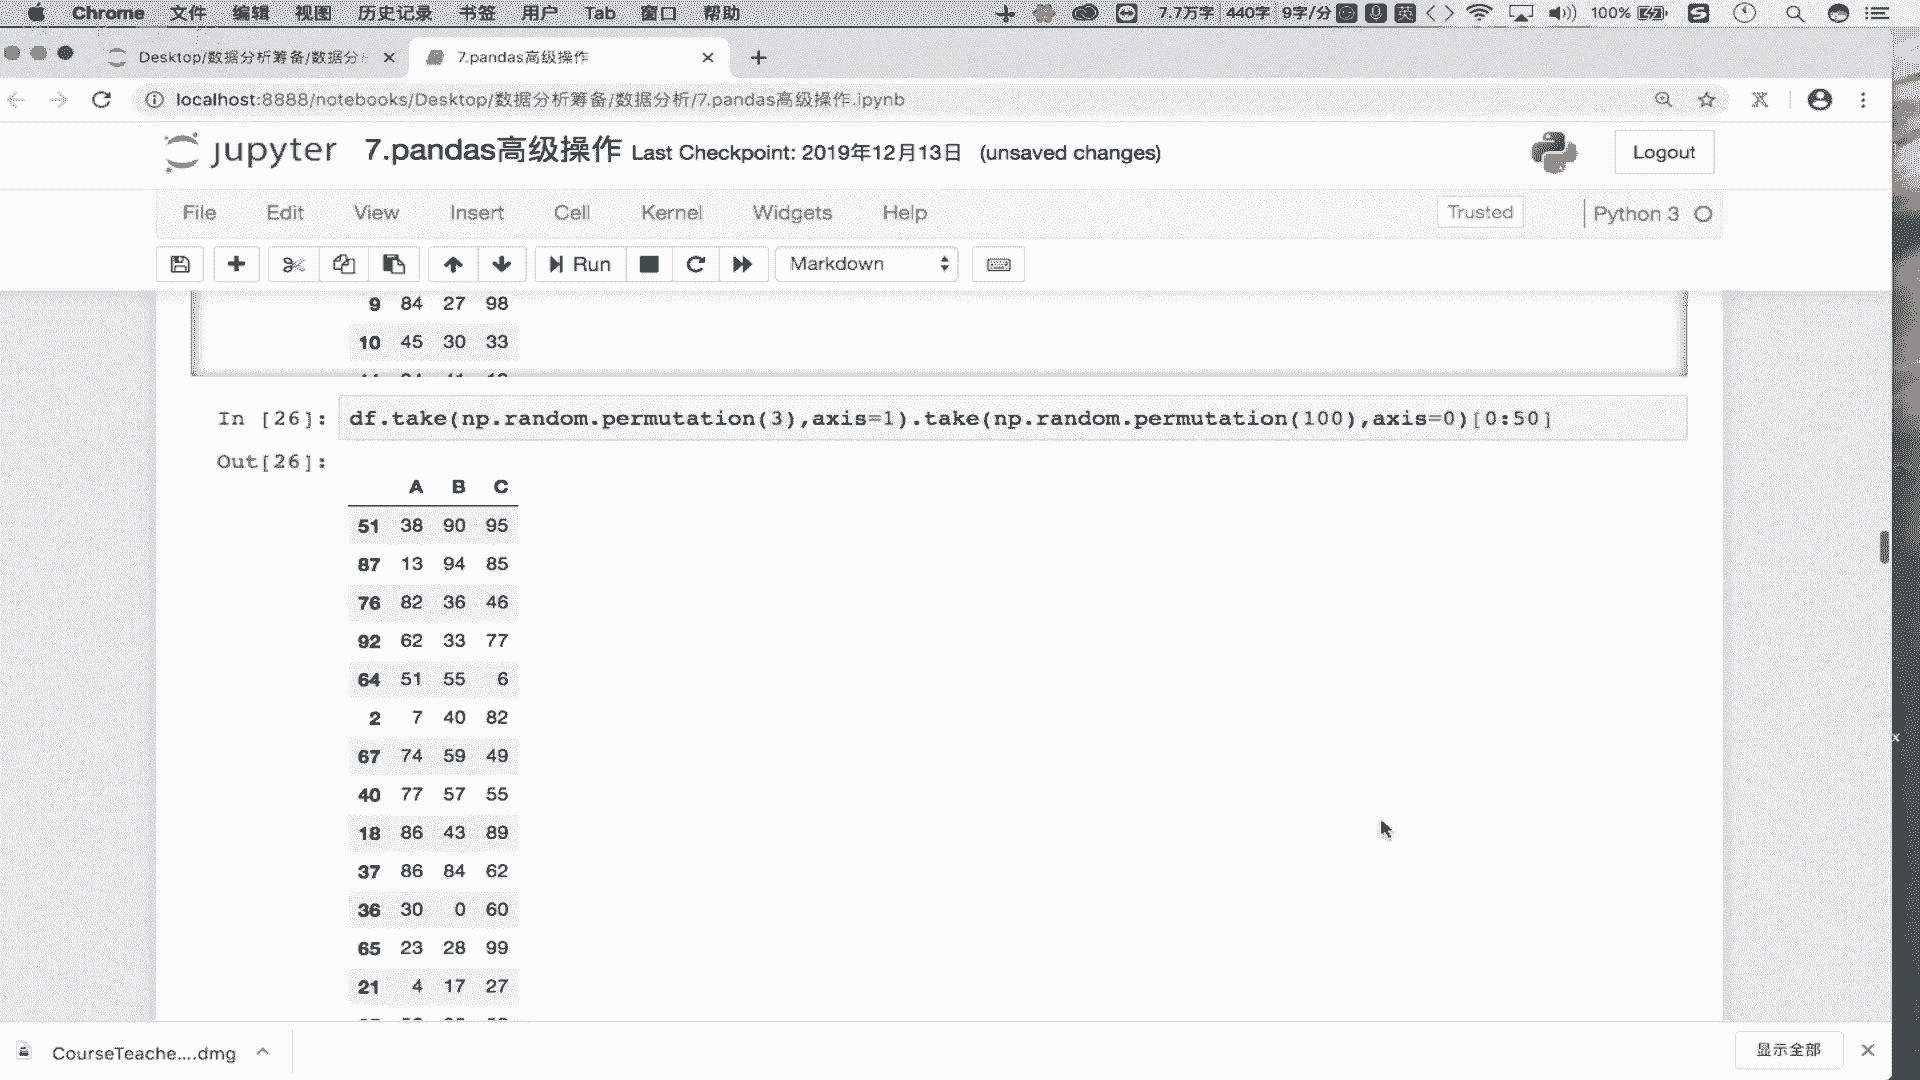 Chrome 文件 编辑 视图 历史记录 书签 用户 Tab 窗口 帮助 7.7万字 440字 9字/分 英 100%
Desktop/数据分析筹备/数据分 7.pandas高级操作
localhost:8888/notebooks/Desktop/数据分析筹备/数据分析/7.pandas高级操作.ipynb
jupyter 7.pandas高级操作 Last Checkpoint: 2019年12月13日 (unsaved changes) Logout
File Edit View Insert Cell Kernel Widgets Help Trusted Python 3
Run Markdown
9 84 27 98
10 45 30 33
In [26]: df.take(np.random.permutation(3),axis=1).take(np.random.permutation(100),axis=0)[0:50]
Out[26]:
A B C
51 38 90 95
87 13 94 85
76 82 36 46
92 62 33 77
64 51 55 6
2 7 40 82
67 74 59 49
40 77 57 55
18 86 43 89
37 86 84 62
36 30 0 60
65 23 28 99
21 4 17 27
CourseTeache....dmg 显示全部